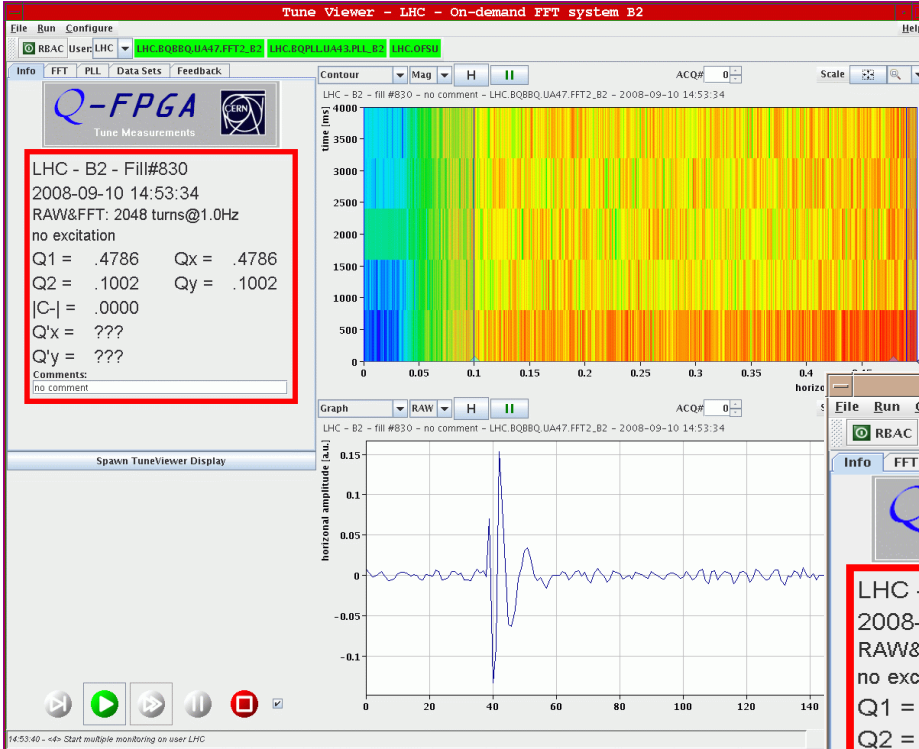 Tune Viewer - LHC - On-demand FFT system B2
File Run Configure Help
RBAC User: LHC LHC.BQBBQ.UA47.FFT2_B2 LHC.BQPLL.UA43.PLL_B2 LHC.OFSU
Info FFT PLL Data Sets Feedback
Q-FPGA
Tune Measurements
CERN
LHC - B2 - Fill#830
2008-09-10 14:53:34
RAW&FFT: 2048 turns@1.0Hz
no excitation
Q1 = .4786 Qx = .4786
Q2 = .1002 Qy = .1002
|C-| = .0000
Q'x = ???
Q'y = ???
Comments:
no comment
Spawn TuneViewer Display
14:53:40 - <4> Start multiple monitoring on user LHC
Contour Mag H ACQ# 0 Scale
LHC - B2 - fill #830 - no comment - LHC.BQBBQ.UA47.FFT2_B2 - 2008-09-10 14:53:34
time [ms]
4000
3500
3000
2500
2000
1500
1000
500
0
0 0.05 0.1 0.15 0.2 0.25 0.3 0.35 0.4
horizo
Graph RAW H ACQ# 0
LHC - B2 - fill #830 - no comment - LHC.BQBBQ.UA47.FFT2_B2 - 2008-09-10 14:53:34
horizonal amplitude [a.u.]
0.15
0.1
0.05
0
-0.05
-0.1
0 20 40 60 80 100 120 140
File Run
RBAC
Info FFT
LHC -
2008-
RAW&
no exc
Q1 =
Q2 =